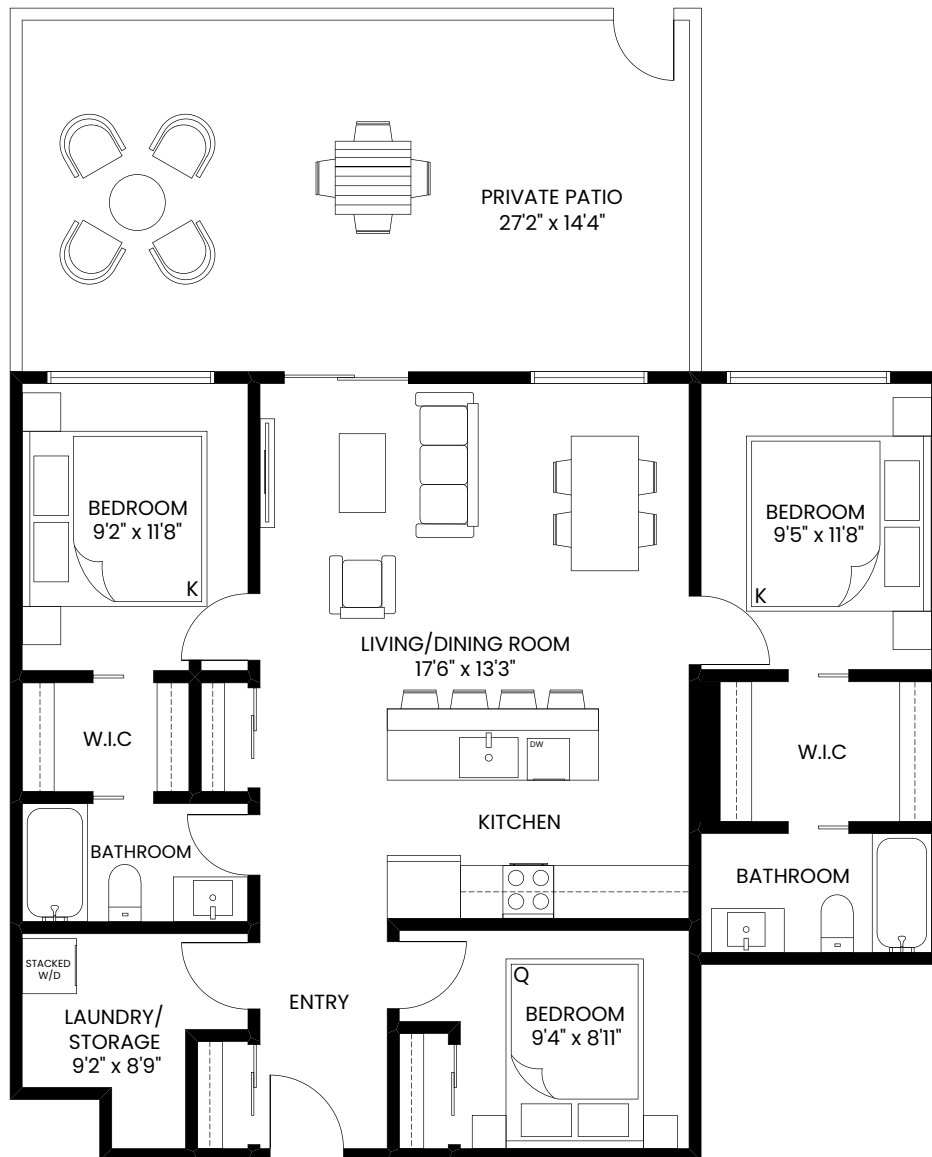 PRIVATE PATIO
27'2" x 14'4"
BEDROOM
9'2" x 11'8"
K
BEDROOM
9'5" x 11'8"
K
LIVING/DINING ROOM
17'6" x 13'3"
W.I.C
DW
W.I.C
KITCHEN
BATHROOM
BATHROOM
STACKED
W/D
LAUNDRY/
STORAGE
9'2" x 8'9"
ENTRY
Q
BEDROOM
9'4" x 8'11"